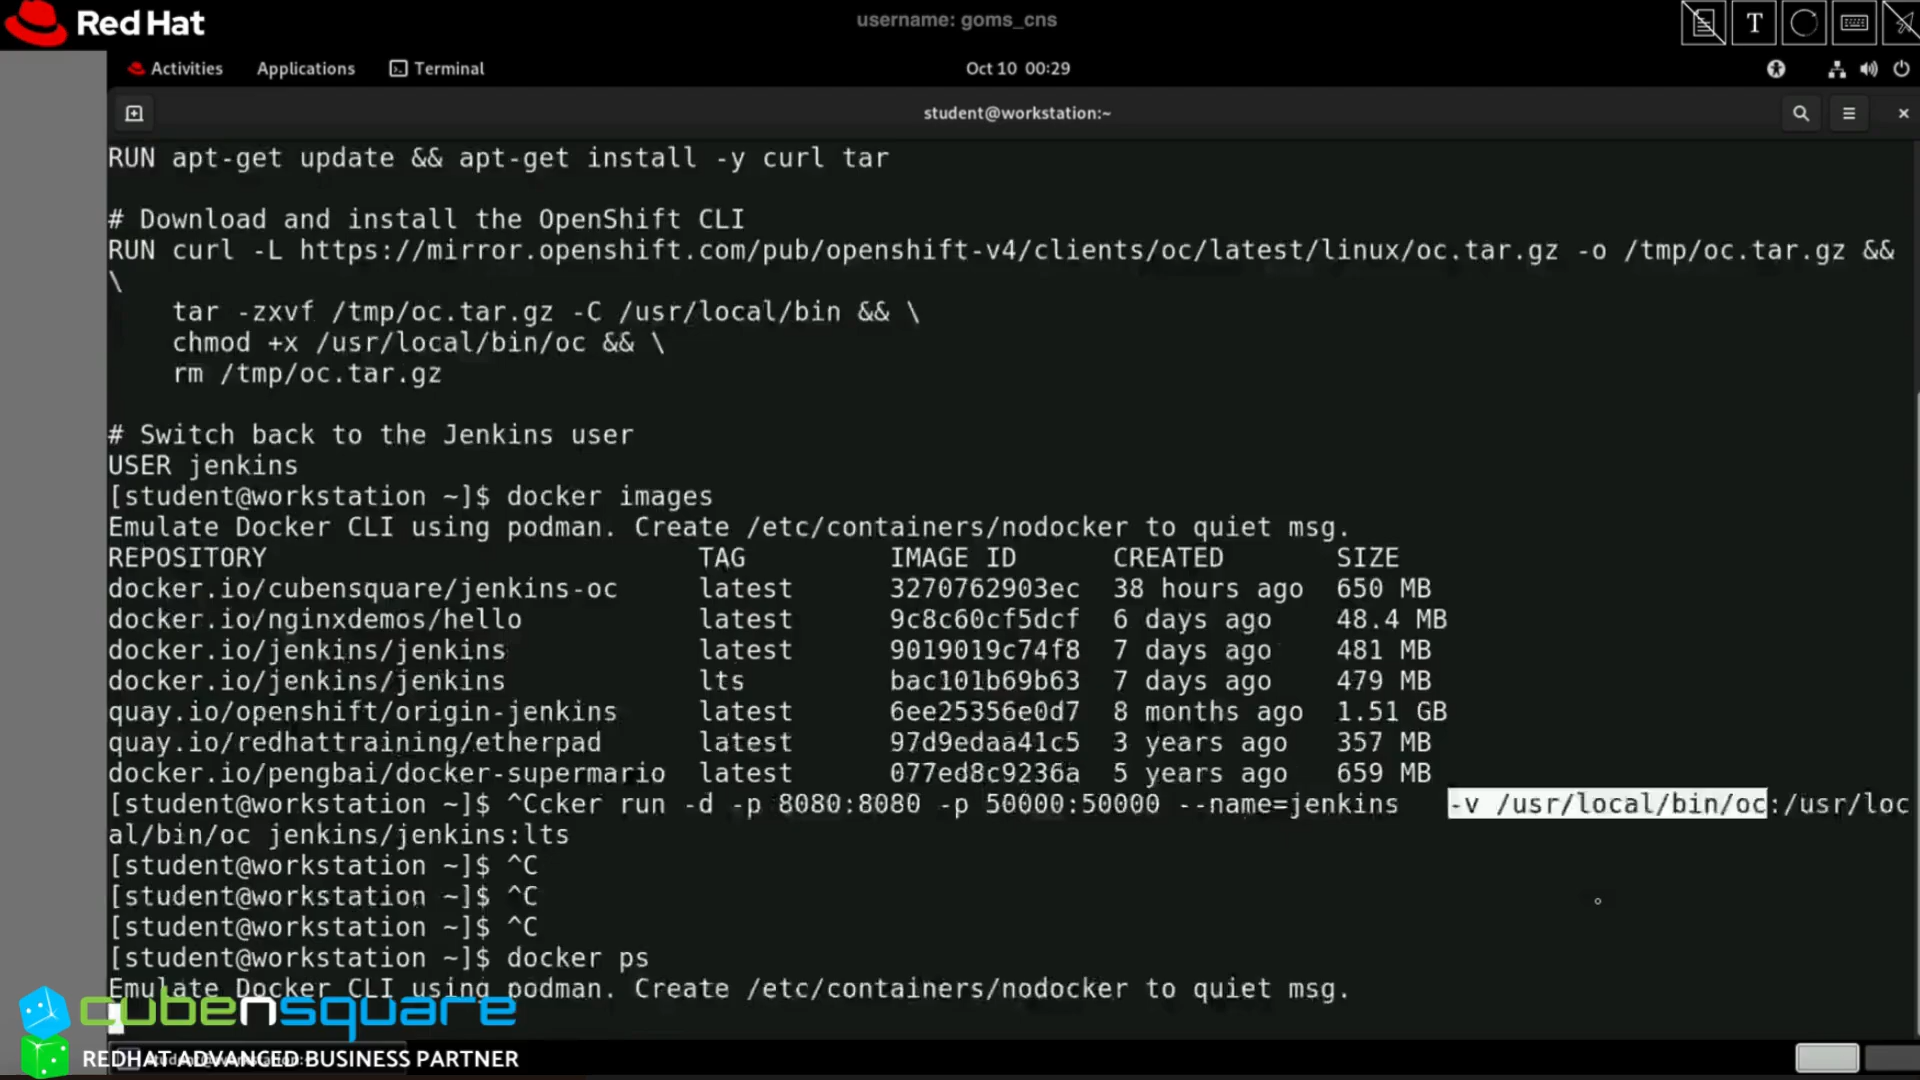 Red Hat
username: goms_cns
T
Activities Applications Terminal Oct 10 00:29
student@workstation:~
RUN apt-get update && apt-get install -y curl tar
# Download and install the OpenShift CLI
RUN curl -L https://mirror.openshift.com/pub/openshift-v4/clients/oc/latest/linux/oc.tar.gz -o /tmp/oc.tar.gz &&
\
tar -zxvf /tmp/oc.tar.gz -C /usr/local/bin && \
chmod +x /usr/local/bin/oc && \
rm /tmp/oc.tar.gz
# Switch back to the Jenkins user
USER jenkins
[student@workstation ~]$ docker images
Emulate Docker CLI using podman. Create /etc/containers/nodocker to quiet msg.
REPOSITORY TAG IMAGE ID CREATED SIZE
docker.io/cubensquare/jenkins-oc latest 3270762903ec 38 hours ago 650 MB
docker.io/nginxdemos/hello latest 9c8c60cf5dcf 6 days ago 48.4 MB
docker.io/jenkins/jenkins latest 9019019c74f8 7 days ago 481 MB
docker.io/jenkins/jenkins lts bac101b69b63 7 days ago 479 MB
quay.io/openshift/origin-jenkins latest 6ee25356e0d7 8 months ago 1.51 GB
quay.io/redhattraining/etherpad latest 97d9edaa41c5 3 years ago 357 MB
docker.io/pengbai/docker-supermario latest 077ed8c9236a 5 years ago 659 MB
[student@workstation ~]$ ^Ccker run -d -p 8080:8080 -p 50000:50000 --name=jenkins -v /usr/local/bin/oc:/usr/loc
al/bin/oc jenkins/jenkins:lts
[student@workstation ~]$ ^C
[student@workstation ~]$ ^C
[student@workstation ~]$ ^C
[student@workstation ~]$ docker ps
Emulate Docker CLI using podman. Create /etc/containers/nodocker to quiet msg.
cubensquare
REDHAT ADVANCED BUSINESS PARTNER